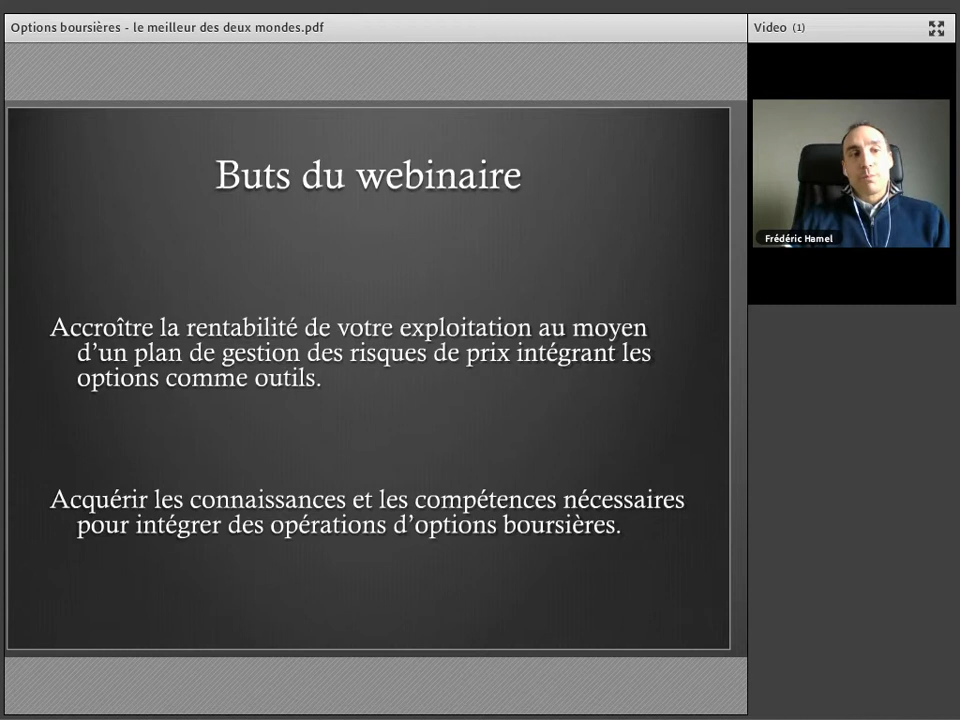 Options boursières - le meilleur des deux mondes.pdf
Video (1)
Buts du webinaire
Accroître la rentabilité de votre exploitation au moyen
d’un plan de gestion des risques de prix intégrant les
options comme outils.
Acquérir les connaissances et les compétences nécessaires
pour intégrer des opérations d’options boursières.
Frédéric Hamel